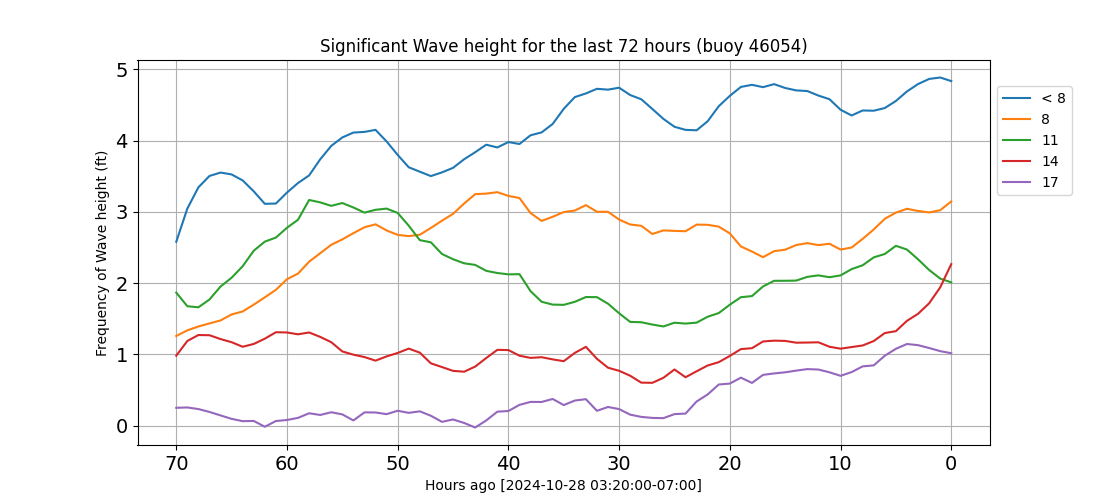 Significant Wave height for the last 72 hours (buoy 46054)
Frequency of Wave height (ft)
5
4
3
2
1
0
70 60 50 40 30 20 10 0
Hours ago [2024-10-28 03:20:00-07:00]
< 8
8
11
14
17